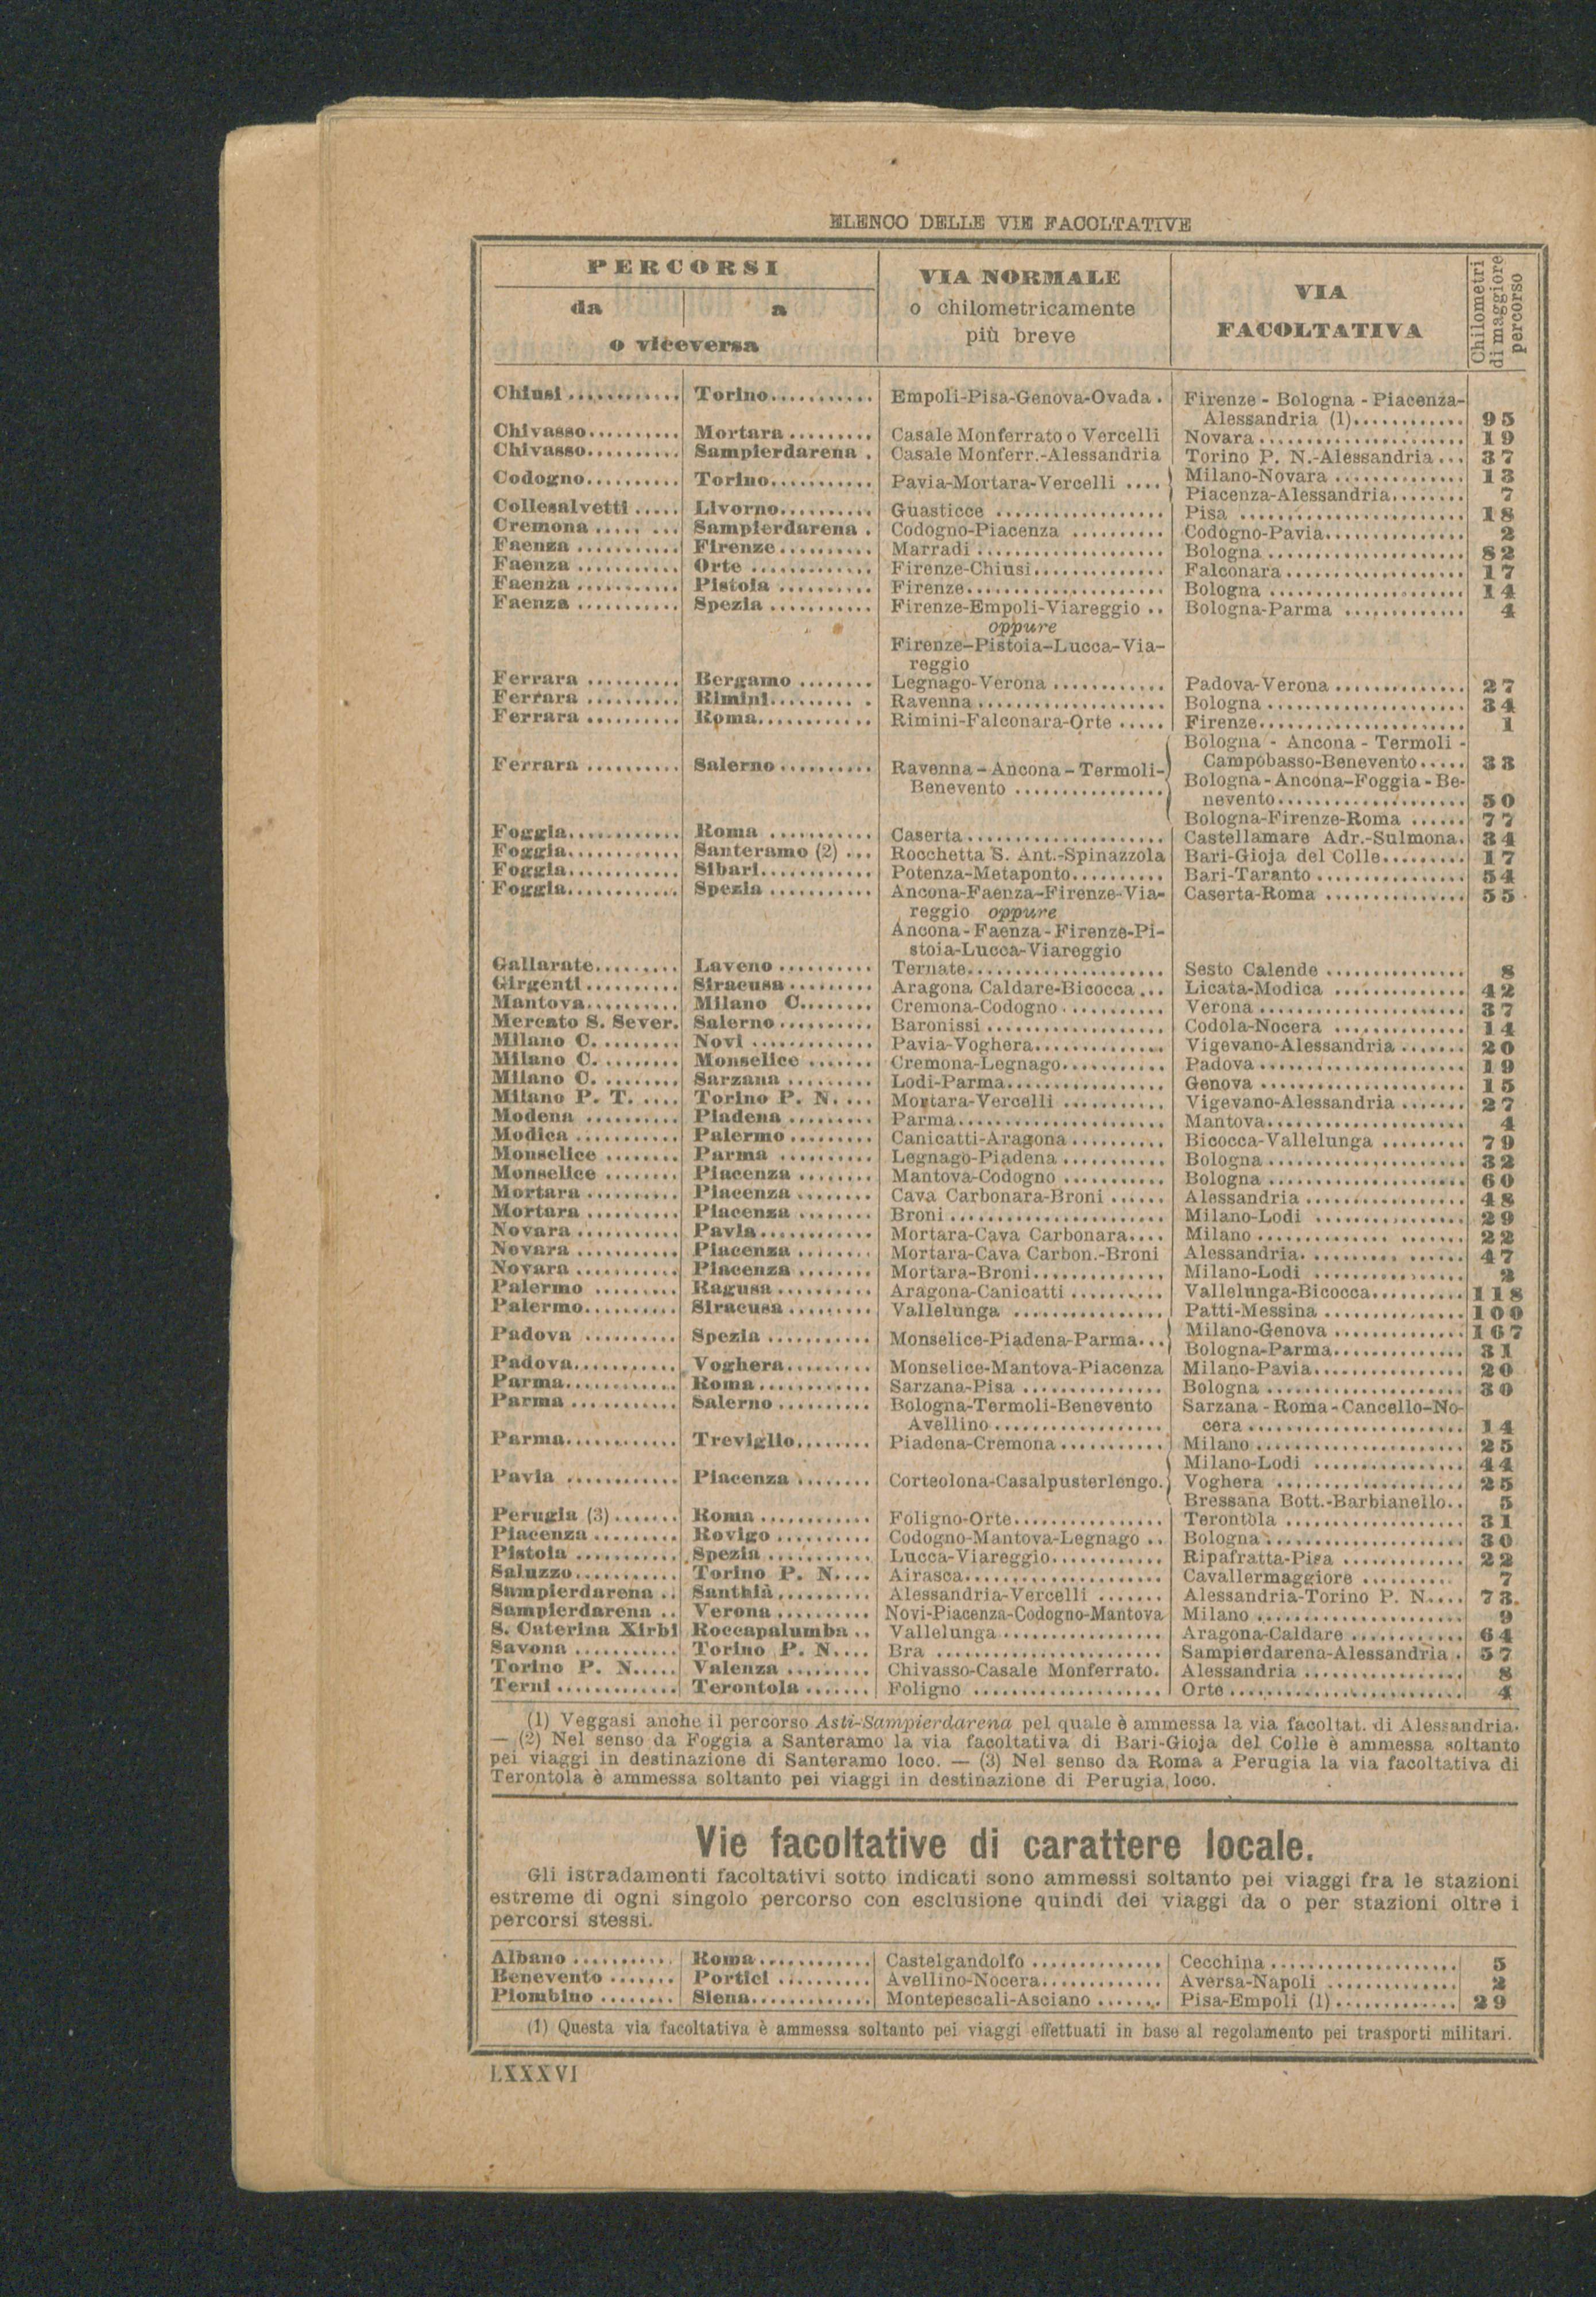 ELENCO DELLE VIE FACOLTATIVE
PERCORSI
da a
o viceversa
VIA NORMALE
o chilometricamente
più breve
VIA
FACOLTATIVA
Chilometri
di maggiore
percorso
Chiusi ............ Torino........... Empoli-Pisa-Genova-Ovada . Firenze - Bologna - Piacenza-
Alessandria (1)............ 95
Chivasso.......... Mortara ......... Casale Monferrato o Vercelli Novara ...................... 19
Chivasso.......... Sampierdarena . Casale Monferr.-Alessandria Torino P. N.-Alessandria... 37
Codogno.......... Torino........... Pavia-Mortara-Vercelli .... Milano-Novara .............. 13
Piacenza-Alessandria........ 7
Collesalvetti ..... Livorno.......... Guasticce .................. Pisa ........................ 18
Cremona ..... ... Sampierdarena . Codogno-Piacenza .......... Codogno-Pavia............... 2
Faenza ........... Firenze.......... Marradi .................... Bologna ..................... 82
Faenza ........... Orte ............. Firenze-Chiusi.............. Falconara ................... 17
Faenza ........... Pistoia .......... Firenze..................... Bologna ..................... 14
Faenza ........... Spezia ........... Firenze-Empoli-Viareggio .. Bologna-Parma ............. 4
oppure
Firenze-Pistoia-Lucca-Via-
reggio
Ferrara .......... Bergamo ........ Legnago-Verona ............ Padova-Verona .............. 27
Ferrara .......... Rimini......... . Ravenna .................... Bologna ..................... 34
Ferrara .......... Roma............ Rimini-Falconara-Orte ..... Firenze...................... 1
Bologna - Ancona - Termoli -
Ferrara .......... Salerno .......... Ravenna - Ancona - Termoli- Campobasso-Benevento..... 33
Benevento ................ Bologna - Ancona-Foggia - Be-
nevento.................... 50
Bologna-Firenze-Roma ...... 77
Foggia............ Roma ........... Caserta..................... Castellamare Adr.-Sulmona. 34
Foggia............ Santeramo (2) ... Rocchetta S. Ant.-Spinazzola Bari-Gioja del Colle......... 17
Foggia............ Sibari............ Potenza-Metaponto.......... Bari-Taranto ................ 54
Foggia............ Spezia ........... Ancona-Faenza-Firenze-Via- Caserta-Roma ............... 55
reggio oppure
Ancona - Faenza - Firenze-Pi-
stoia-Lucca-Viareggio
Gallarate......... Laveno .......... Ternate..................... Sesto Calende ............... 8
Girgenti .......... Siracusa ......... Aragona Caldare-Bicocca ... Licata-Modica .............. 42
Mantova.......... Milano C........ Cremona-Codogno ........... Verona ...................... 37
Mercato S. Sever. Salerno .......... Baronissi ................... Codola-Nocera .............. 14
Milano C. ........ Novi ............. Pavia-Voghera.............. Vigevano-Alessandria ....... 20
Milano C. ........ Monselice ....... Cremona-Legnago........... Padova ...................... 19
Milano C. ........ Sarzana ......... Lodi-Parma................. Genova ...................... 15
Milano P. T. .... Torino P. N. ... Mortara-Vercelli ........... Vigevano-Alessandria ....... 27
Modena .......... Piadena ......... Parma...................... Mantova..................... 4
Modica ........... Palermo ......... Canicatti-Aragona .......... Bicocca-Vallelunga ......... 79
Monselice ........ Parma .......... Legnago-Piadena ........... Bologna ..................... 32
Monselice ........ Piacenza ........ Mantova-Codogno ........... Bologna ..................... 60
Mortara .......... Piacenza ........ Cava Carbonara-Broni ...... Alessandria ................. 48
Mortara .......... Piacenza ........ Broni ....................... Milano-Lodi ................ 29
Novara ........... Pavia............ Mortara-Cava Carbonara.... Milano .............. ....... 22
Novara ........... Piacenza ........ Mortara-Cava Carbon.-Broni Alessandria. ......... ...... 47
Novara ........... Piacenza ........ Mortara-Broni.............. Milano-Lodi ................ 2
Palermo ......... Ragusa .......... Aragona-Canicatti .......... Vallelunga-Bicocca.......... 118
Palermo.......... Siracusa ......... Vallelunga ................ Patti-Messina ............... 100
Padova .......... Spezia ........... Monselice-Piadena-Parma... Milano-Genova .............. 167
Bologna-Parma.............. 31
Padova........... Voghera......... Monselice-Mantova-Piacenza Milano-Pavia................ 20
Parma............ Roma ............ Sarzana-Pisa ............... Bologna ..................... 30
Parma ........... Salerno .......... Bologna-Termoli-Benevento Sarzana - Roma - Cancello-No-
Avellino .................. cera ....................... 14
Parma............ Treviglio........ Piadena-Cremona ........... Milano ...................... 25
Milano-Lodi ................ 44
Pavia ............ Piacenza ........ Corteolona-Casalpusterlengo. Voghera .................... 25
Bressana Bott.-Barbianello.. 5
Perugia (3)....... Roma ............ Foligno-Orte................ Terontola ................... 31
Piacenza ......... Rovigo .......... Codogno-Mantova-Legnago .. Bologna ..................... 30
Pistoia ........... Spezia ........... Lucca-Viareggio............ Ripafratta-Pisa ............. 22
Saluzzo........... Torino P. N.... Airasca..................... Cavallermaggiore .......... 7
Sampierdarena .. Santhià.......... Alessandria-Vercelli ....... Alessandria-Torino P. N.... 73.
Sampierdarena .. Verona .......... Novi-Piacenza-Codogno-Mantova Milano ...................... 9
S. Caterina Xirbi Roccapalumba .. Vallelunga ................. Aragona-Caldare ............ 64
Savona ........... Torino P. N.... Bra ........................ Sampierdarena-Alessandria . 57
Torino P. N..... Valenza ......... Chivasso-Casale Monferrato. Alessandria ................. 8
Terni ............. Terontola ....... Foligno .................... Orte ......................... 4
(1) Veggasi anche il percorso Asti-Sampierdarena pel quale è ammessa la via facoltat. di Alessandria.
— (2) Nel senso da Foggia a Santeramo la via facoltativa di Bari-Gioja del Colle è ammessa soltanto
pei viaggi in destinazione di Santeramo loco. — (3) Nel senso da Roma a Perugia la via facoltativa di
Terontola è ammessa soltanto pei viaggi in destinazione di Perugia, loco.
Vie facoltative di carattere locale.
Gli istradamenti facoltativi sotto indicati sono ammessi soltanto pei viaggi fra le stazioni
estreme di ogni singolo percorso con esclusione quindi dei viaggi da o per stazioni oltre i
percorsi stessi.
Albano ........... Roma............ Castelgandolfo .............. Cecchina .................... 5
Benevento ....... Portici .......... Avellino-Nocera............. Aversa-Napoli .............. 2
Piombino ........ Siena............. Montepescali-Asciano ....... Pisa-Empoli (1)............. 29
(1) Questa via facoltativa è ammessa soltanto pei viaggi effettuati in base al regolamento pei trasporti militari.
LXXXVI